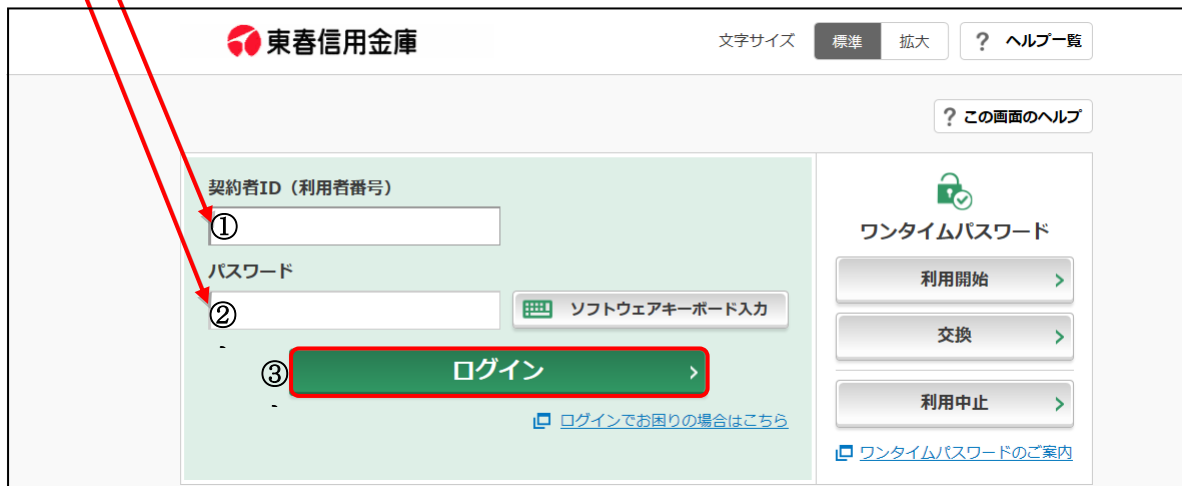 東春信用金庫
文字サイズ 標準 拡大 ? ヘルプ一覧
? この画面のヘルプ
契約者ID（利用者番号）
①
パスワード
② ソフトウェアキーボード入力
③ ログイン
ログインでお困りの場合はこちら
ワンタイムパスワード
利用開始
交換
利用中止
ワンタイムパスワードのご案内